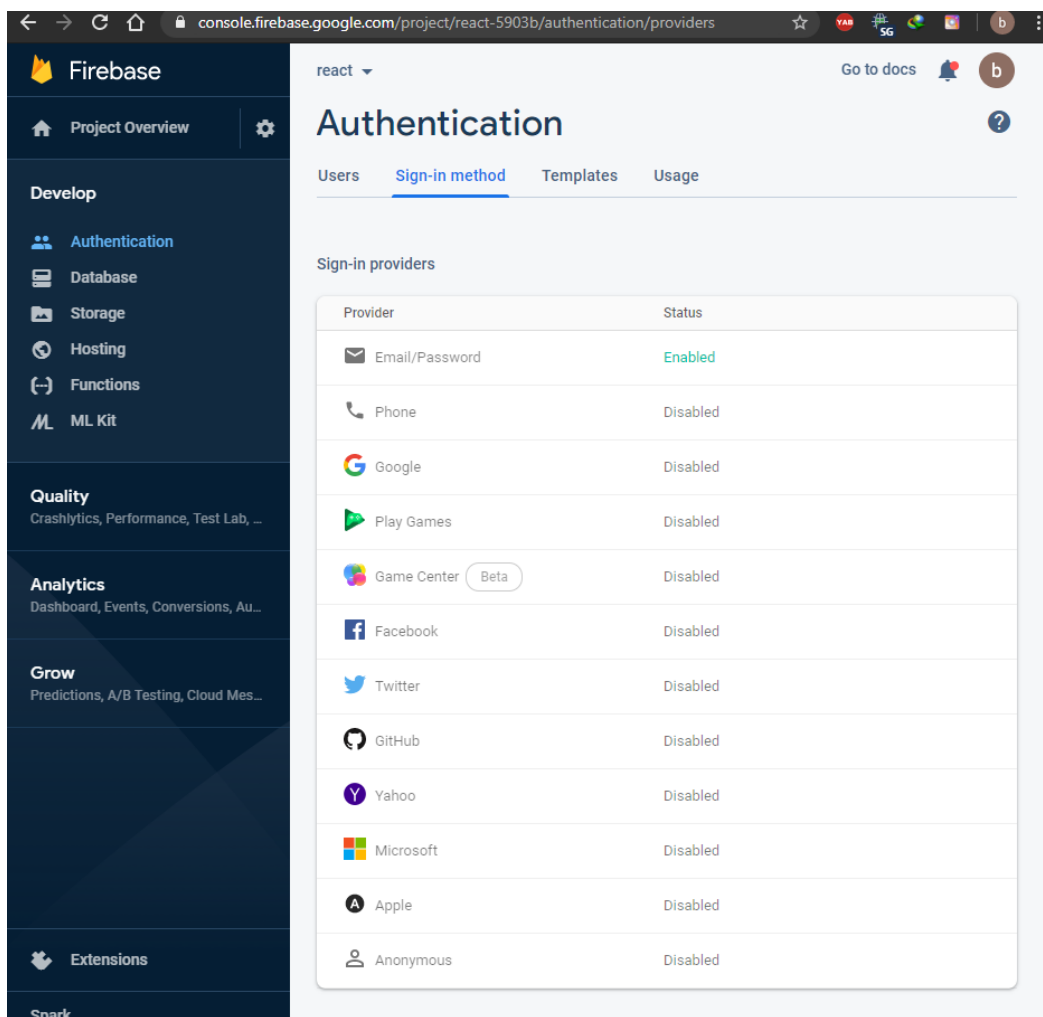 console.firebase.google.com/project/react-5903b/authentication/providers
YAB
SG
b
Firebase
react
Go to docs
b
Project Overview
Authentication
?
Users Sign-in method Templates Usage
Develop
Authentication
Database
Storage
Hosting
Functions
ML Kit
Quality
Crashlytics, Performance, Test Lab, ...
Analytics
Dashboard, Events, Conversions, Au...
Grow
Predictions, A/B Testing, Cloud Mes...
Extensions
Spark
Sign-in providers
Provider Status
Email/Password Enabled
Phone Disabled
Google Disabled
Play Games Disabled
Game Center Beta Disabled
Facebook Disabled
Twitter Disabled
GitHub Disabled
Yahoo Disabled
Microsoft Disabled
Apple Disabled
Anonymous Disabled